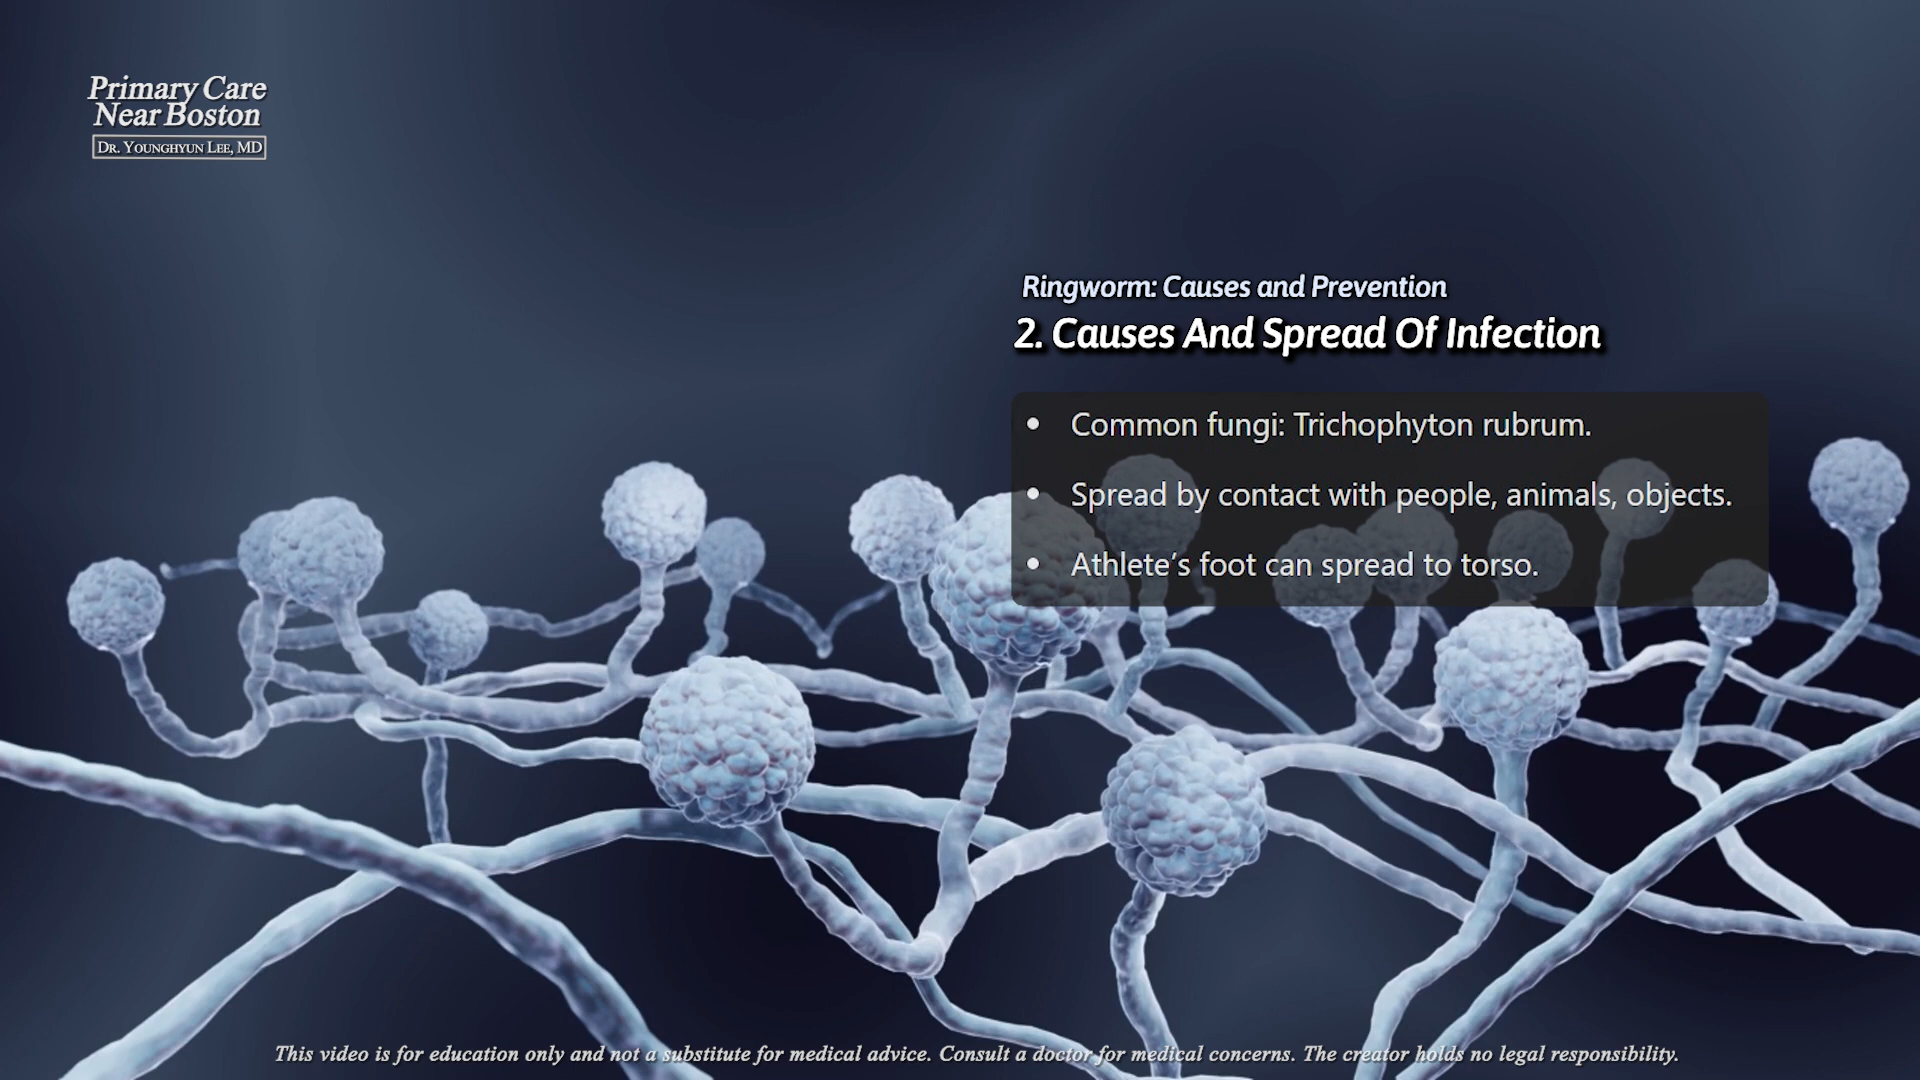 Primary Care
Near Boston
Dr. Younghyun Lee, MD
Ringworm: Causes and Prevention
2. Causes And Spread Of Infection
• Common fungi: Trichophyton rubrum.
• Spread by contact with people, animals, objects.
• Athlete’s foot can spread to torso.
This video is for education only and not a substitute for medical advice. Consult a doctor for medical concerns. The creator holds no legal responsibility.